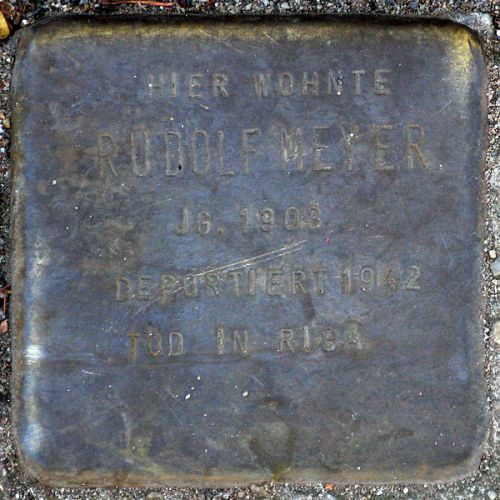 HIER WOHNTE
RUDOLF MEYER
JG. 1903
DEPORTIERT 1942
TOD IN RIGA